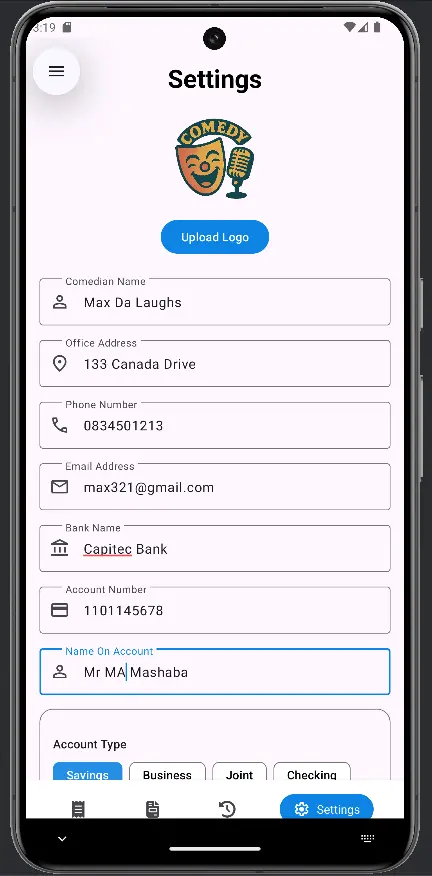 3:19
Settings
COMEDY
Upload Logo
Comedian Name
Max Da Laughs
Office Address
133 Canada Drive
Phone Number
0834501213
Email Address
max321@gmail.com
Bank Name
Capitec Bank
Account Number
1101145678
Name On Account
Mr MA Mashaba
Account Type
Savings Business Joint Checking
Settings